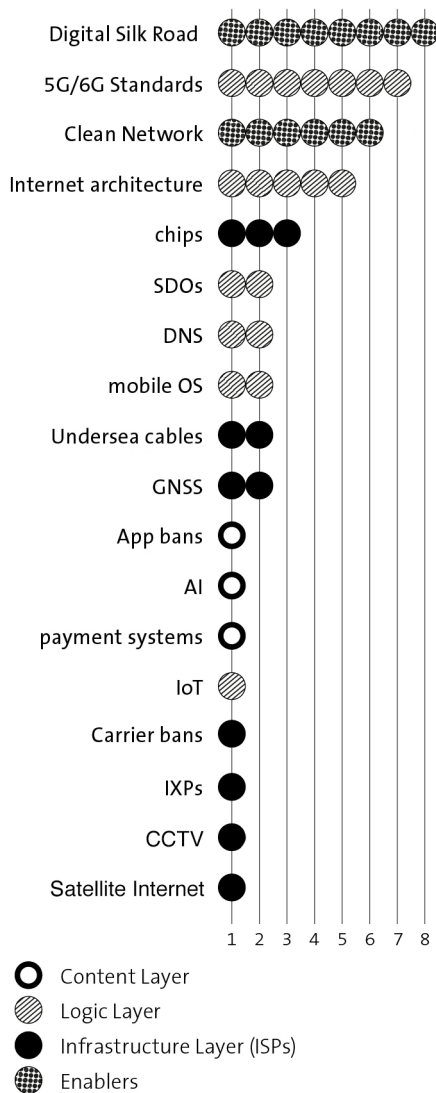 Digital Silk Road
5G/6G Standards
Clean Network
Internet architecture
chips
SDOs
DNS
mobile OS
Undersea cables
GNSS
App bans
AI
payment systems
IoT
Carrier bans
IXPs
CCTV
Satellite Internet
1 2 3 4 5 6 7 8
Content Layer
Logic Layer
Infrastructure Layer (ISPs)
Enablers